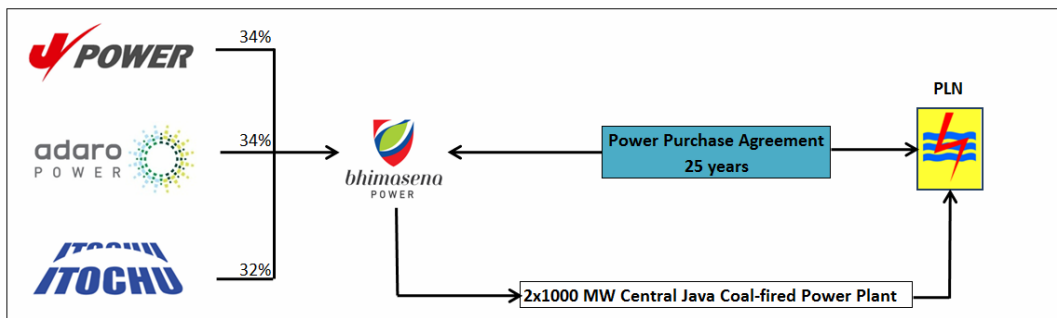 J POWER
34%
adaro
POWER
34%
ITOCHU
ITOCHU
32%
bhimasena
POWER
Power Purchase Agreement
25 years
PLN
2x1000 MW Central Java Coal-fired Power Plant